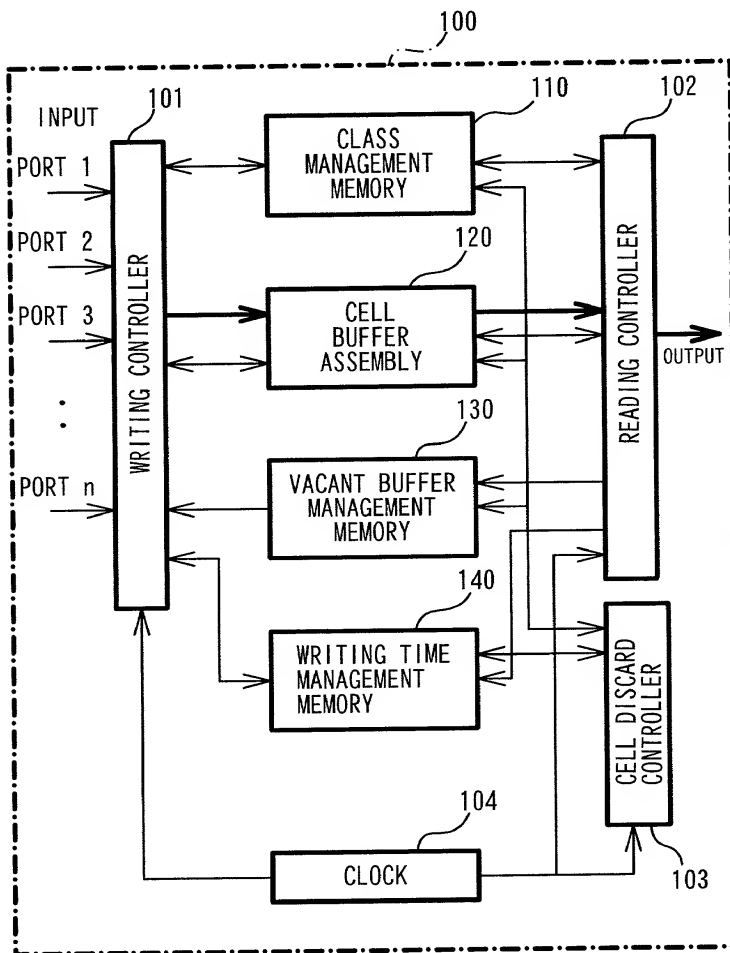 100
101
110
102
INPUT
CLASS
MANAGEMENT
MEMORY
PORT 1
PORT 2
120
PORT 3
CELL
BUFFER
ASSEMBLY
WRITING CONTROLLER
READING CONTROLLER
OUTPUT
130
PORT n
VACANT BUFFER
MANAGEMENT
MEMORY
140
WRITING TIME
MANAGEMENT
MEMORY
CELL DISCARD
CONTROLLER
104
CLOCK
103